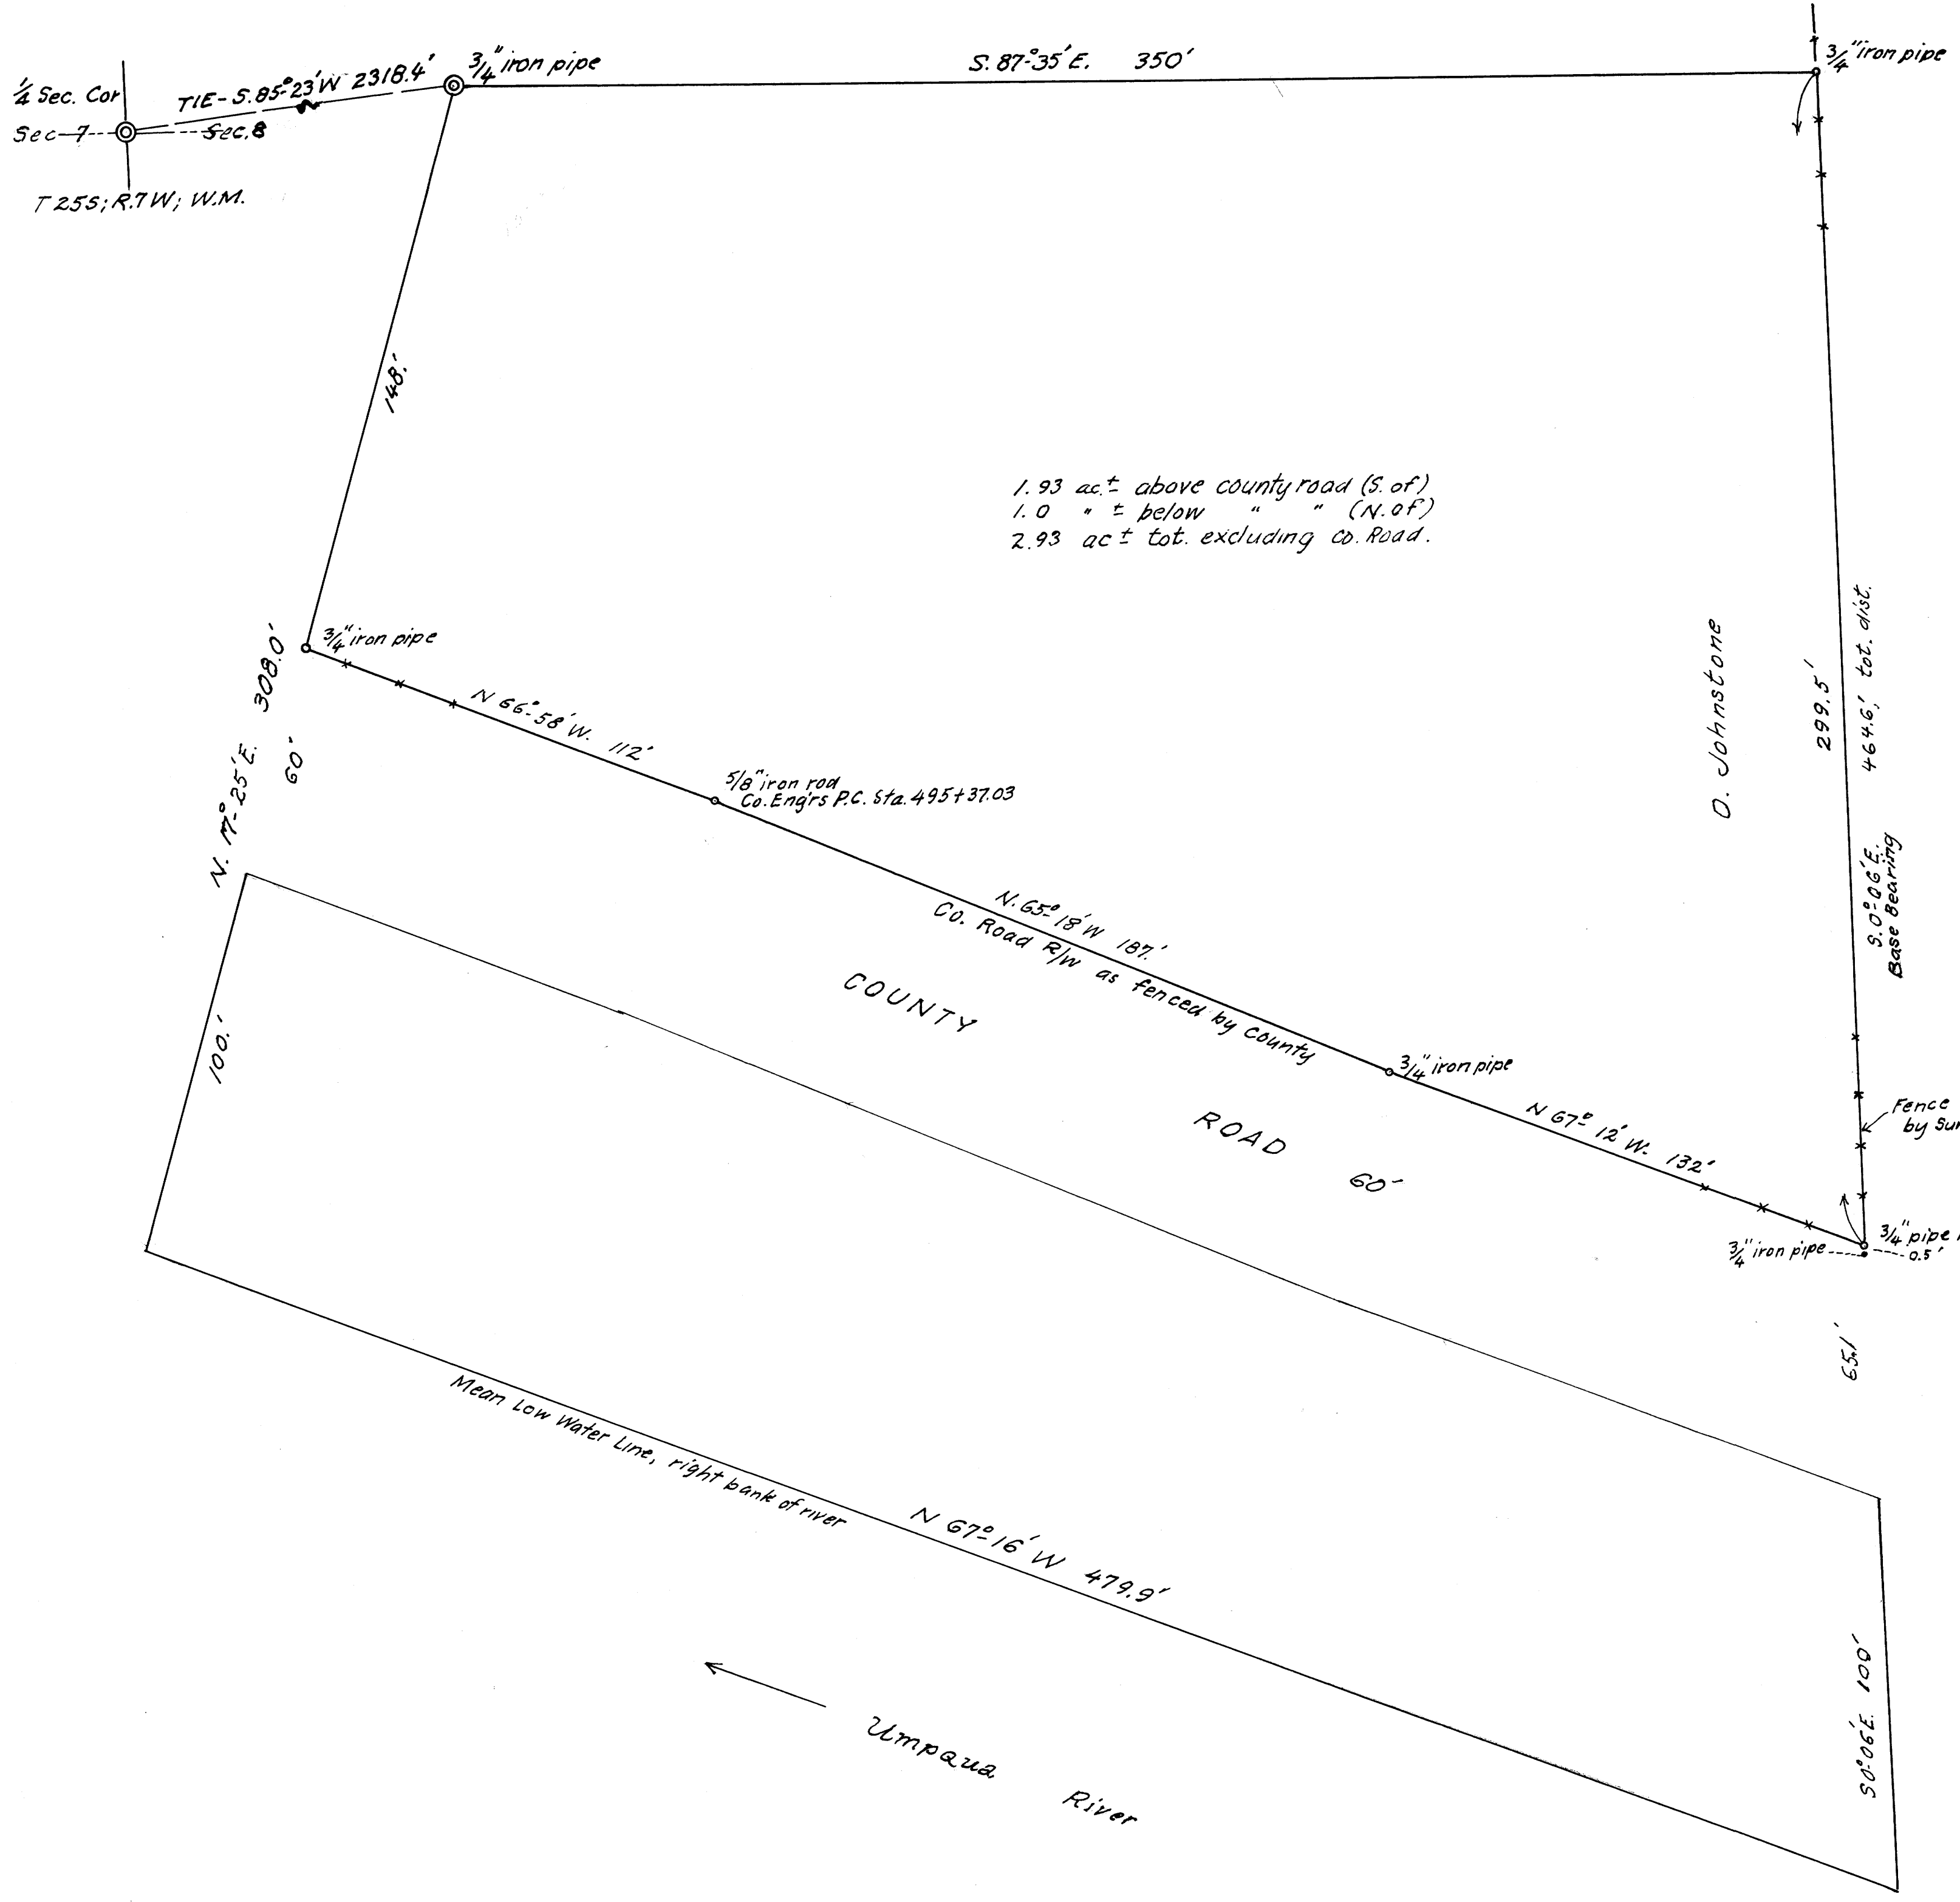 3/4" iron pipe
S. 87°-35' E. 350'
3/4" iron pipe
TIE- S. 85°-23' W 2318.4'
1/4 Sec. Cor
Sec 7
Sec. 8
T 25S; R.7W; W.M.
148.'
1.93 ac.± above county road (S. of)
1.0 " ± below " " (N. of)
2.93 ac ± tot. excluding Co. Road.
O. Johnstone
299.5'
464.6', tot. dist.
S. 0°-06' E.
Base Bearing
3/4" iron pipe
N. 17°-25' E. 308.0'
60'
N 66°-58' W. 112'
5/8" iron rod
Co. Eng'rs P.C. Sta. 495+37.03
N. 65°-18' W 187.'
Co. Road R/W as fenced by county
COUNTY
ROAD 60'
100.'
3/4" iron pipe
N 67°-12' W. 132'
Fence
by
3/4" pipe
3/4" iron pipe
0.5'
65.1'
Mean Low Water Line, right bank of river
N 67°-16' W 479.9'
S0°-06'E. 100'
Umpqua River